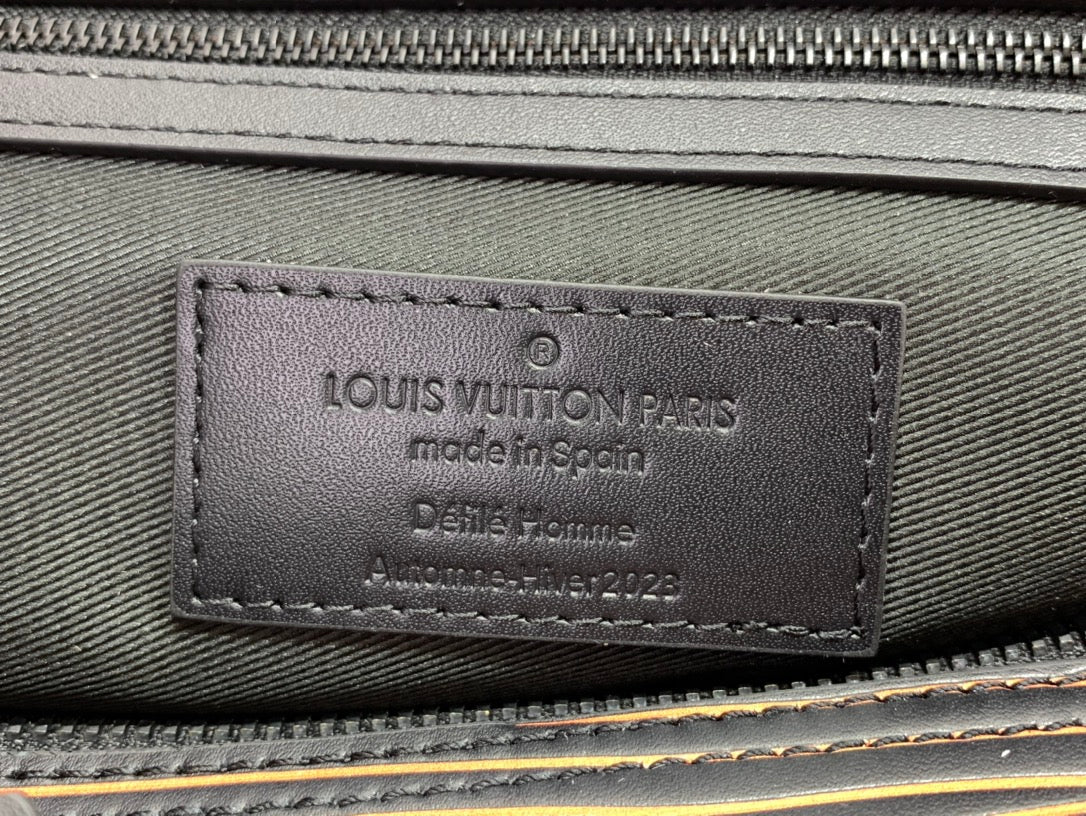 ®
LOUIS VUITTON PARIS
made in Spain
Défilé Homme
Automne-Hiver 2023